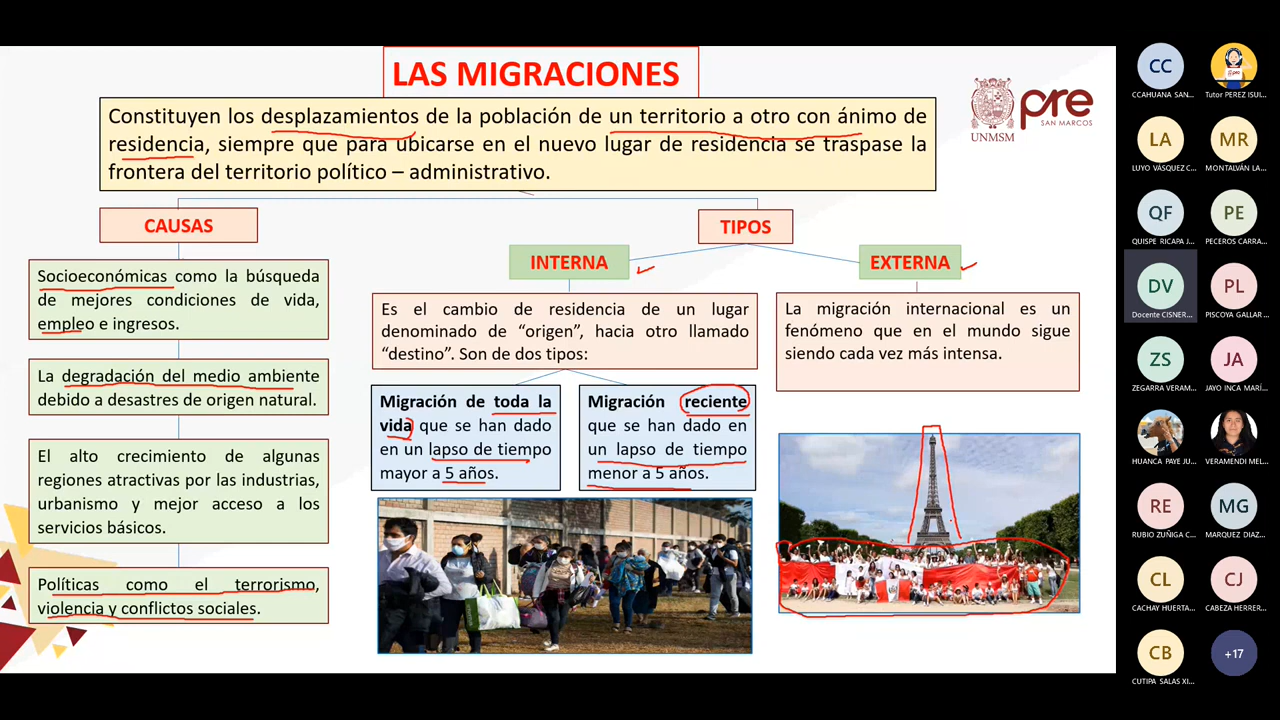 LAS MIGRACIONES
Constituyen los desplazamientos de la población de un territorio a otro con ánimo de
residencia, siempre que para ubicarse en el nuevo lugar de residencia se traspase la
frontera del territorio político – administrativo.
UNMSM
pre
SAN MARCOS
CAUSAS
Socioeconómicas como la búsqueda
de mejores condiciones de vida,
empleo e ingresos.
La degradación del medio ambiente
debido a desastres de origen natural.
El alto crecimiento de algunas
regiones atractivas por las industrias,
urbanismo y mejor acceso a los
servicios básicos.
Políticas como el terrorismo,
violencia y conflictos sociales.
TIPOS
INTERNA
Es el cambio de residencia de un lugar
denominado de “origen”, hacia otro llamado
“destino”. Son de dos tipos:
Migración de toda la
vida que se han dado
en un lapso de tiempo
mayor a 5 años.
Migración reciente
que se han dado en
un lapso de tiempo
menor a 5 años.
EXTERNA
La migración internacional es un
fenómeno que en el mundo sigue
siendo cada vez más intensa.
CC
CCAHUANA SAN...
Tutor PEREZ ISUI...
LA
LUYO VÁSQUEZ C...
MR
MONTALVÁN LA...
QF
QUISPE RICAPA J...
PE
PECEROS CARRA...
DV
Docente CISNER...
PL
PISCOYA GALLAR...
ZS
ZEGARRA VERAM...
JA
JAYO INCA MARÍ...
HUANCA PAYE JU...
VERAMENDI MEL...
RE
RUBIO ZUÑIGA C...
MG
MARQUEZ DIAZ...
CL
CACHAY HUERTA...
CJ
CABEZA HERRER...
CB
CUTIPA SALAS XI...
+17